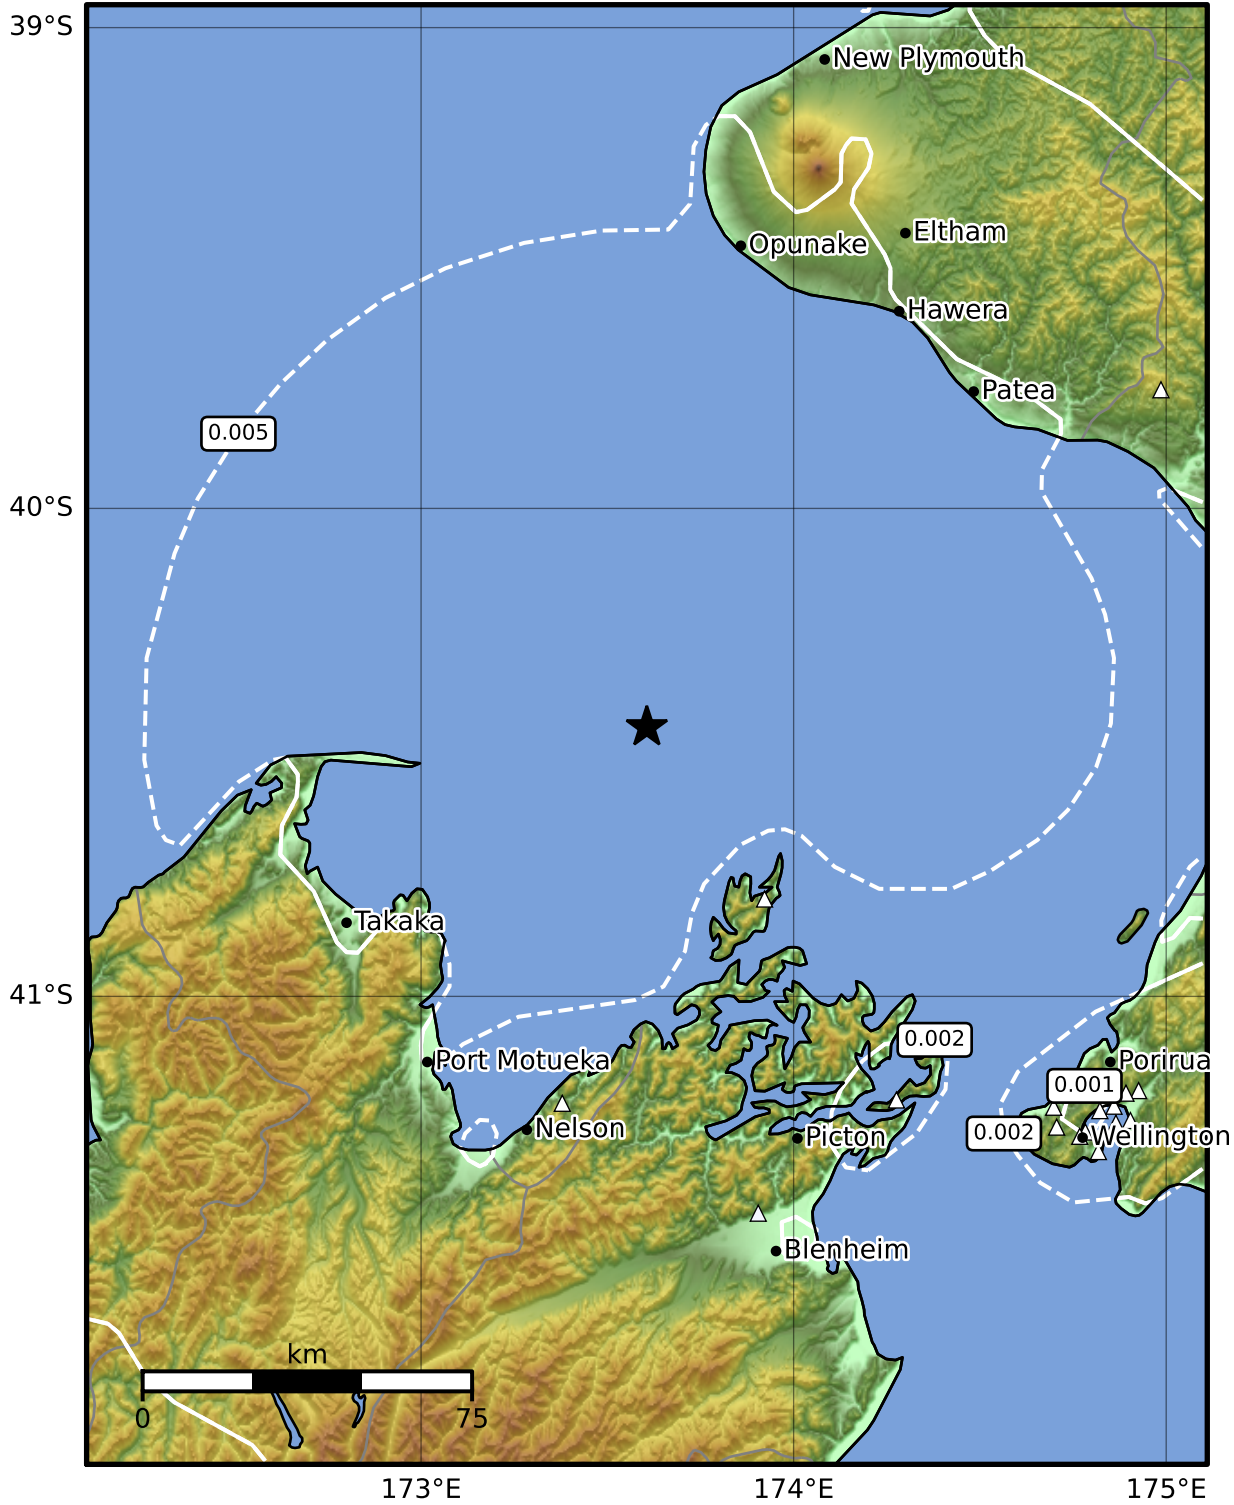 39°S
New Plymouth
Eltham
Opunake
Hawera
Patea
0.005
40°S
Takaka
41°S
0.002
Port Motueka
Porirua
0.001
Nelson
0.002
Picton
Wellington
Blenheim
km
0
75
173°E
174°E
175°E